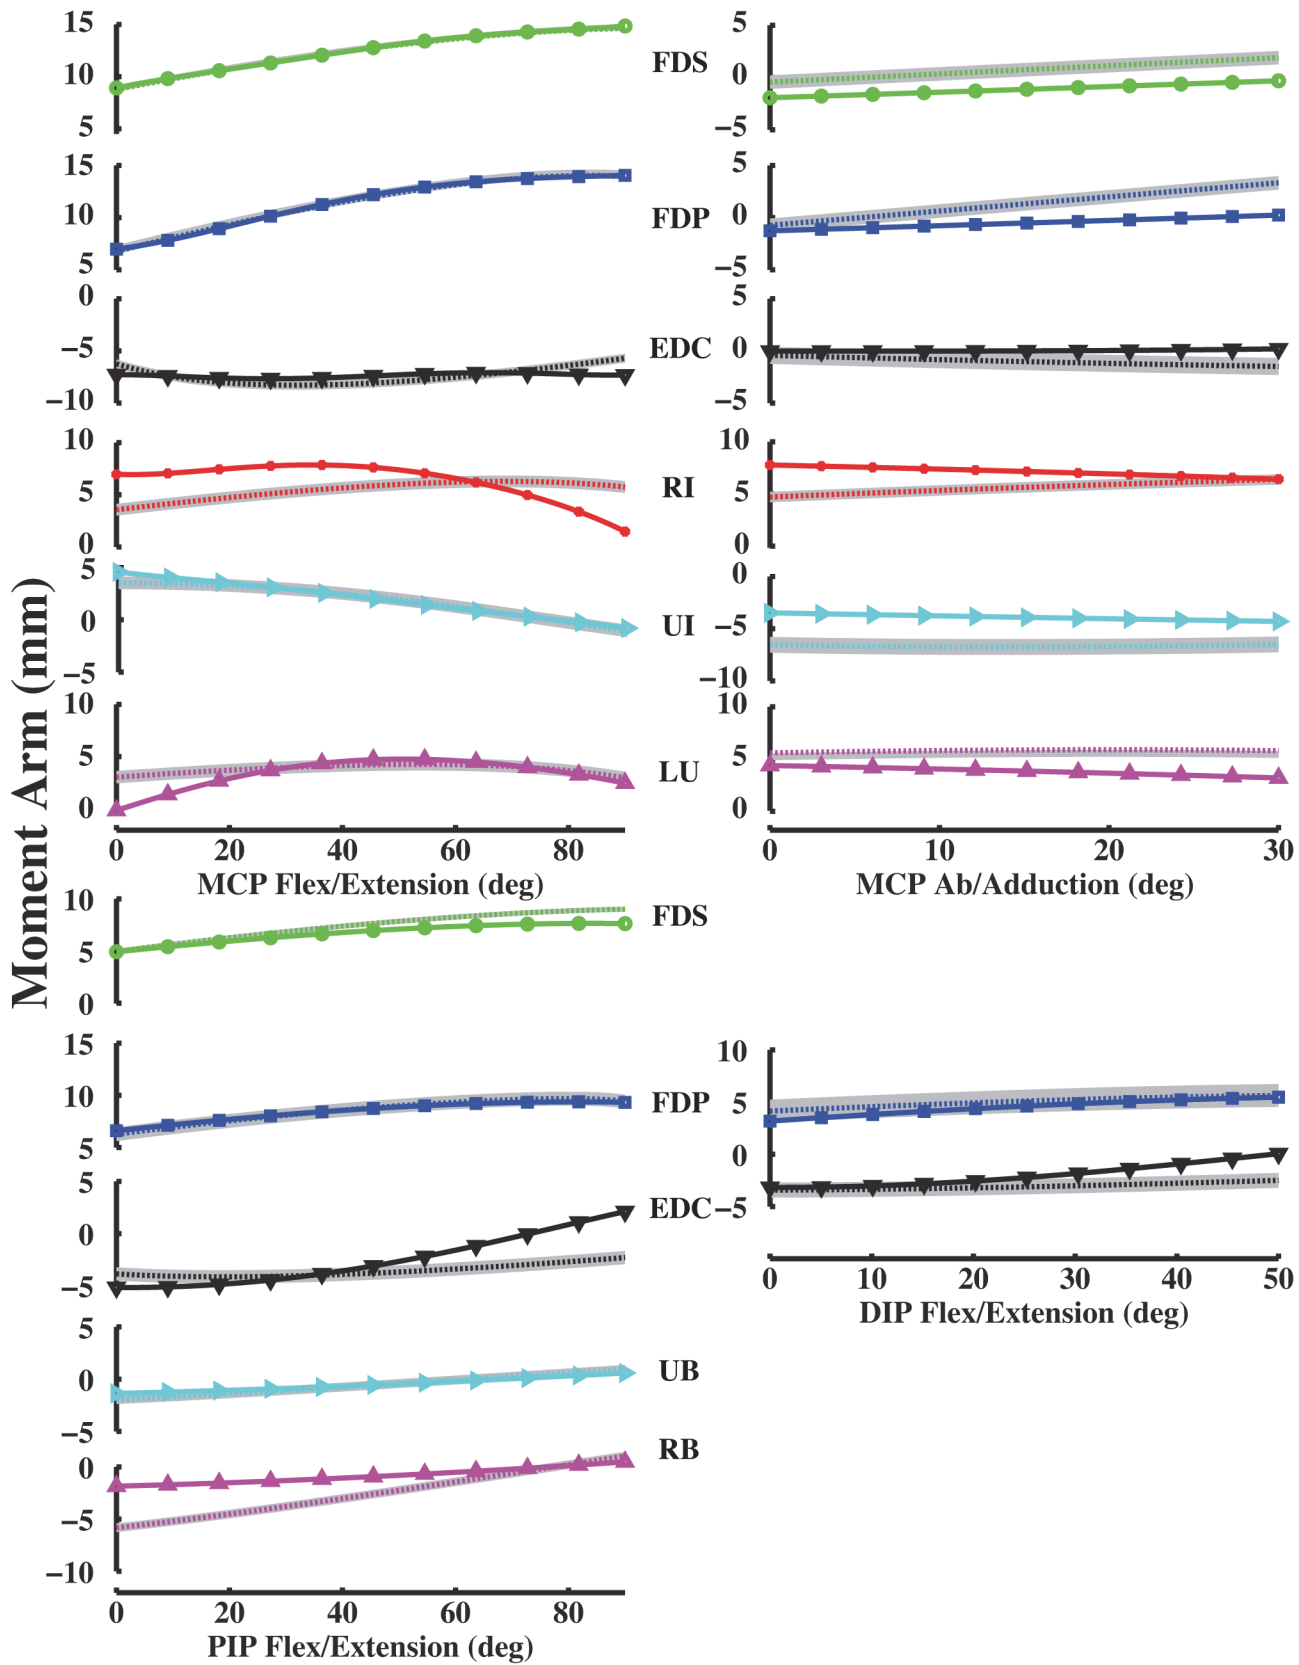 15
10
5
FDS
5
0
−5
15
10
5
FDP
5
0
−5
0
−5
−10
EDC
5
0
−5
10
5
0
RI
10
5
0
5
0
−5
UI
0
−5
−10
10
5
0
LU
10
5
0
0 20 40 60 80
MCP Flex/Extension (deg)
0 10 20 30
MCP Ab/Adduction (deg)
Moment Arm (mm)
10
5
0
FDS
15
10
5
FDP
10
5
0
−5
5
0
−5
EDC
0 10 20 30 40 50
DIP Flex/Extension (deg)
5
0
−5
UB
0
−5
−10
RB
0 20 40 60 80
PIP Flex/Extension (deg)